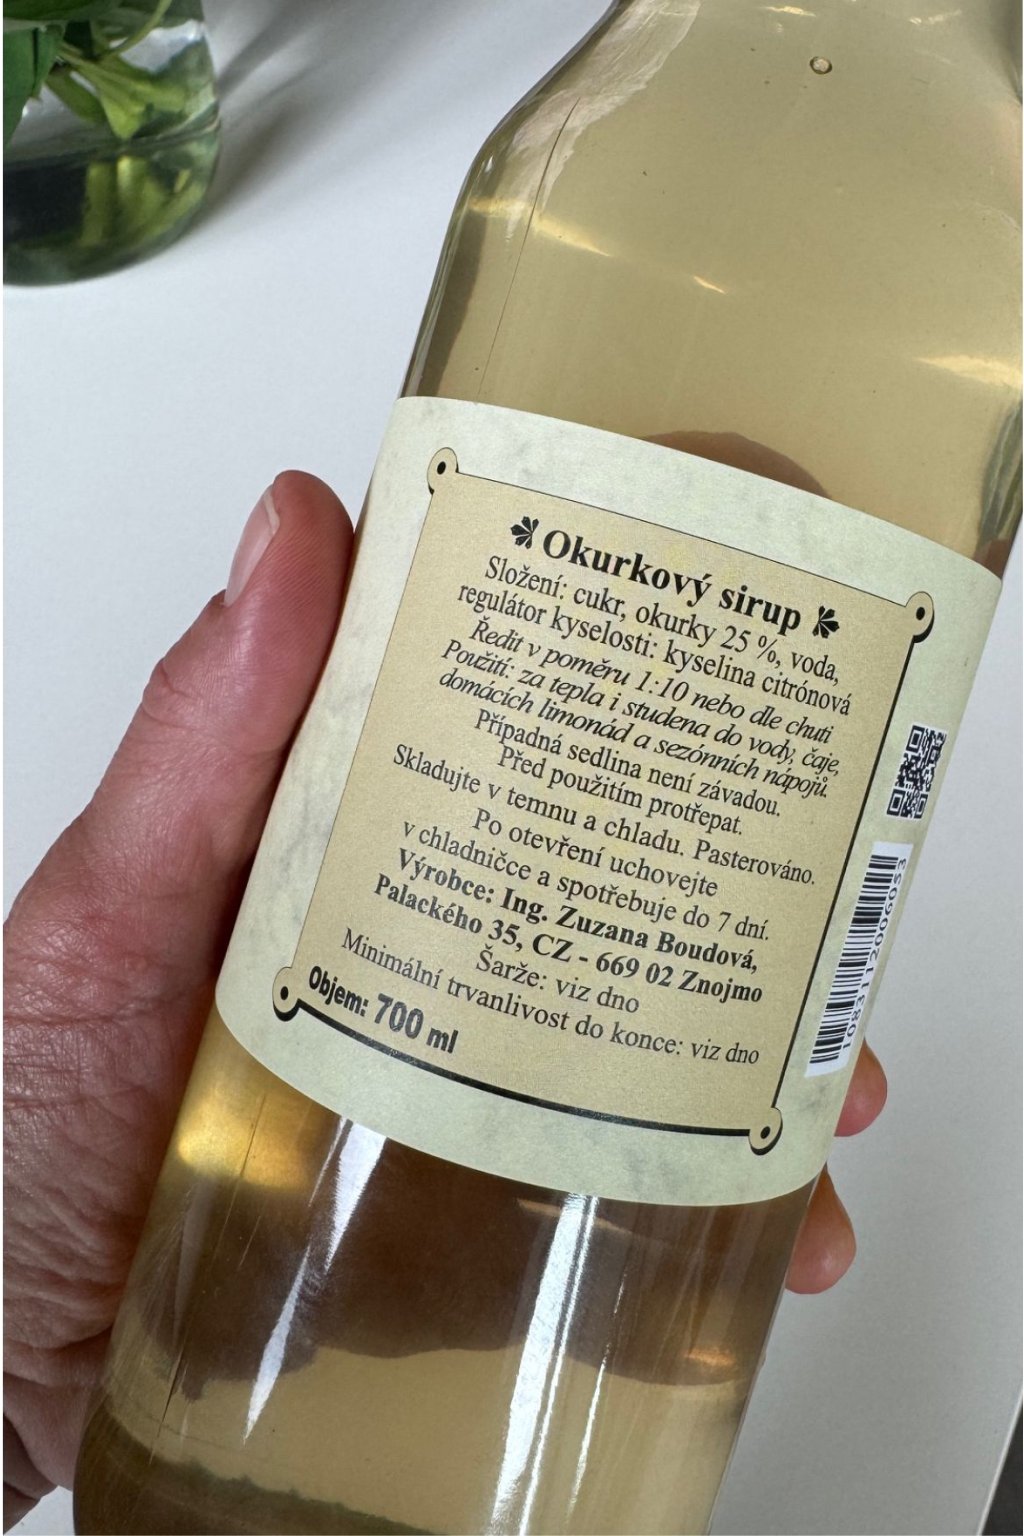 Okurkový sirup
Složení: cukr, okurky 25 %, voda,
regulátor kyselosti: kyselina citrónová
Ředit v poměru 1:10 nebo dle chuti
Použití: za tepla i studena do vody, čaje,
domácích limonád a sezónních nápojů.
Případná sedlina není závadou.
Před použitím protřepat.
Skladujte v temnu a chladu. Pasterováno.
Po otevření uchovejte
v chladničce a spotřebuje do 7 dní.
Výrobce: Ing. Zuzana Boudová,
Palackého 35, CZ - 669 02 Znojmo
Šarže: viz dno
Minimální trvanlivost do konce: viz dno
Objem: 700 ml
10831112006053